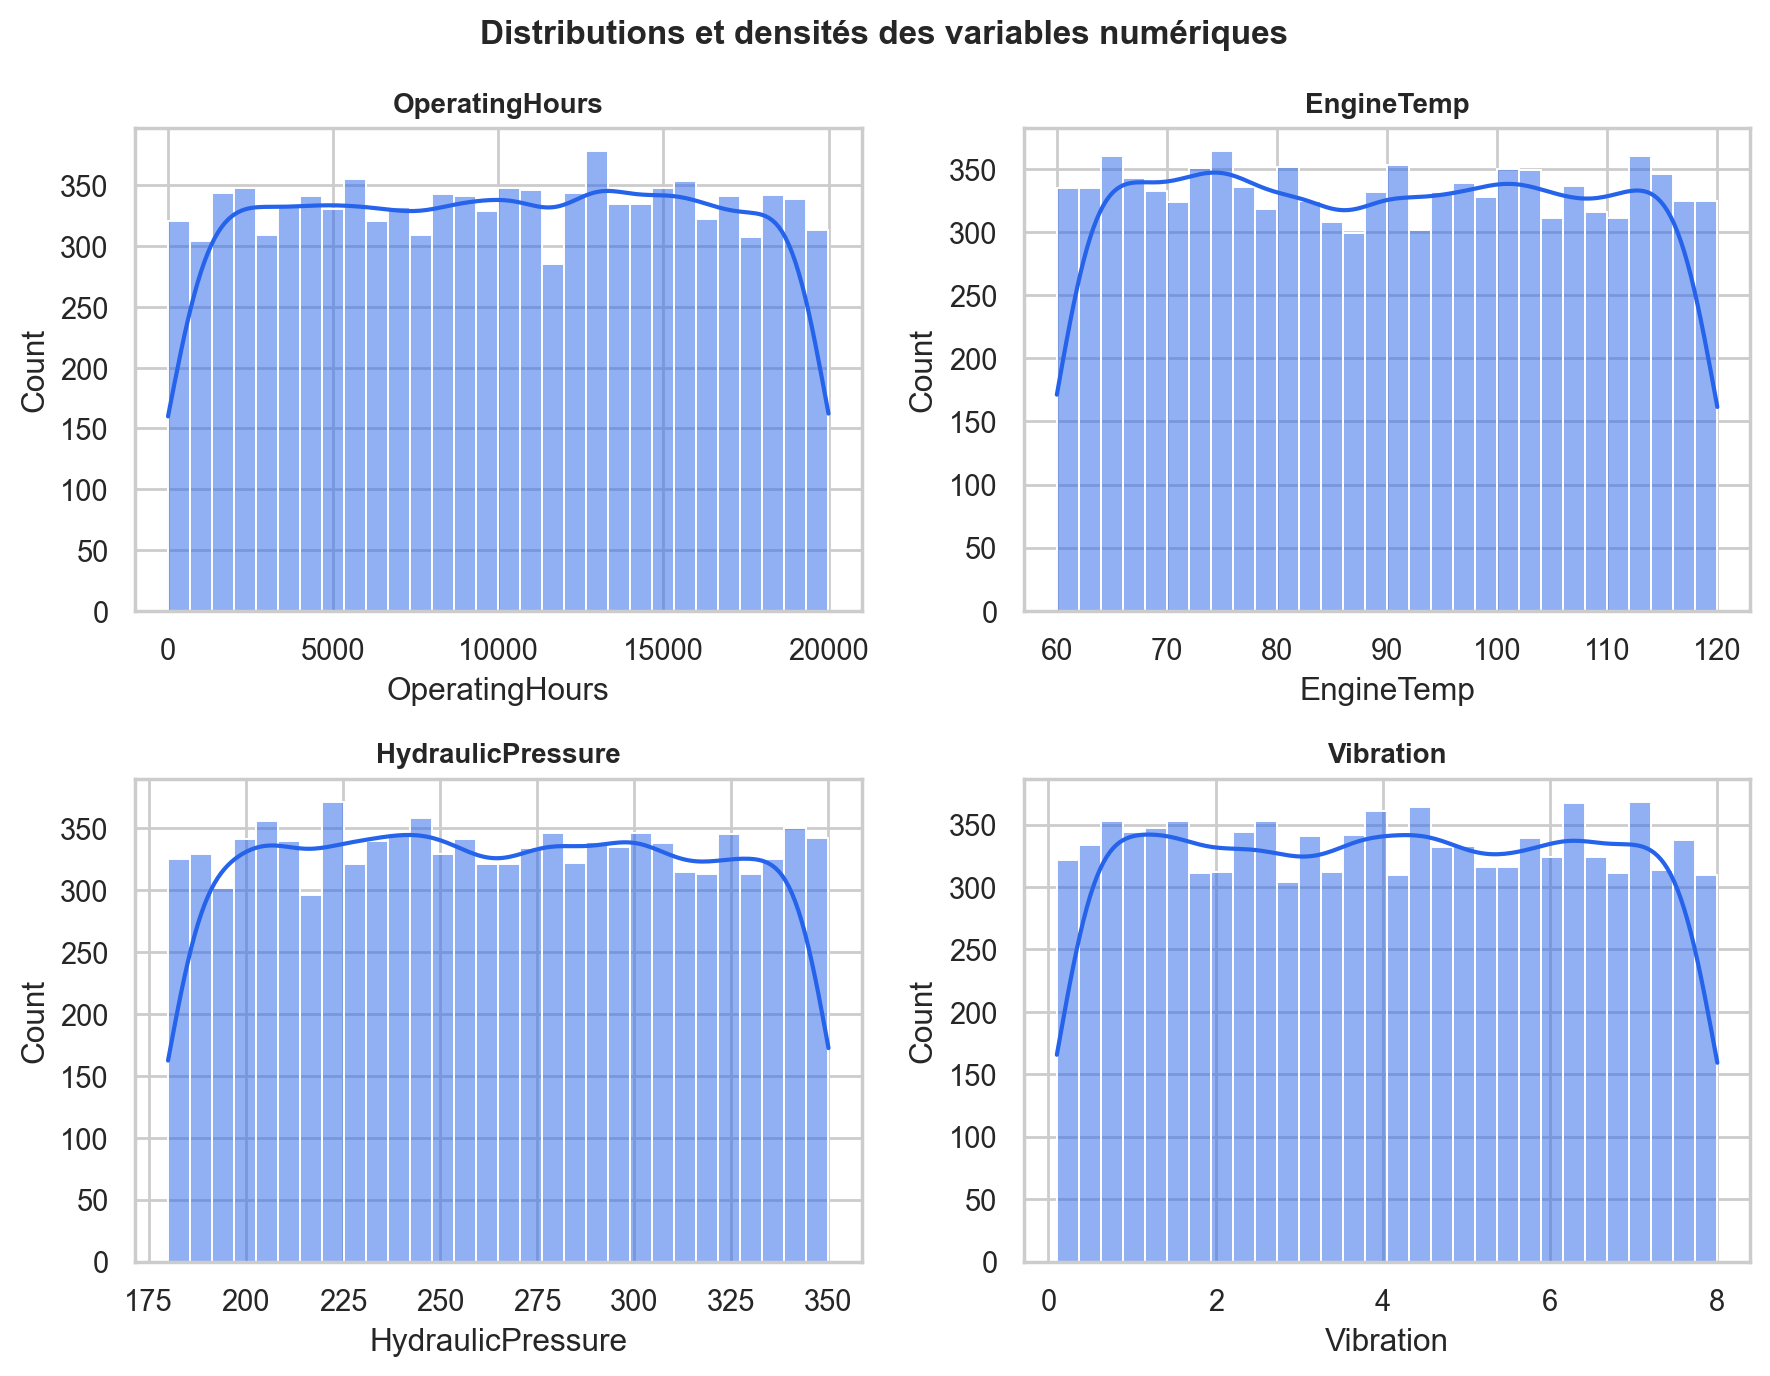 Distributions et densités des variables numériques
OperatingHours
EngineTemp
350
300
250
200
150
100
50
0
Count
0 5000 10000 15000 20000
OperatingHours
350
300
250
200
150
100
50
0
Count
60 70 80 90 100 110 120
EngineTemp
HydraulicPressure
Vibration
350
300
250
200
150
100
50
0
Count
175 200 225 250 275 300 325 350
HydraulicPressure
350
300
250
200
150
100
50
0
Count
0 2 4 6 8
Vibration